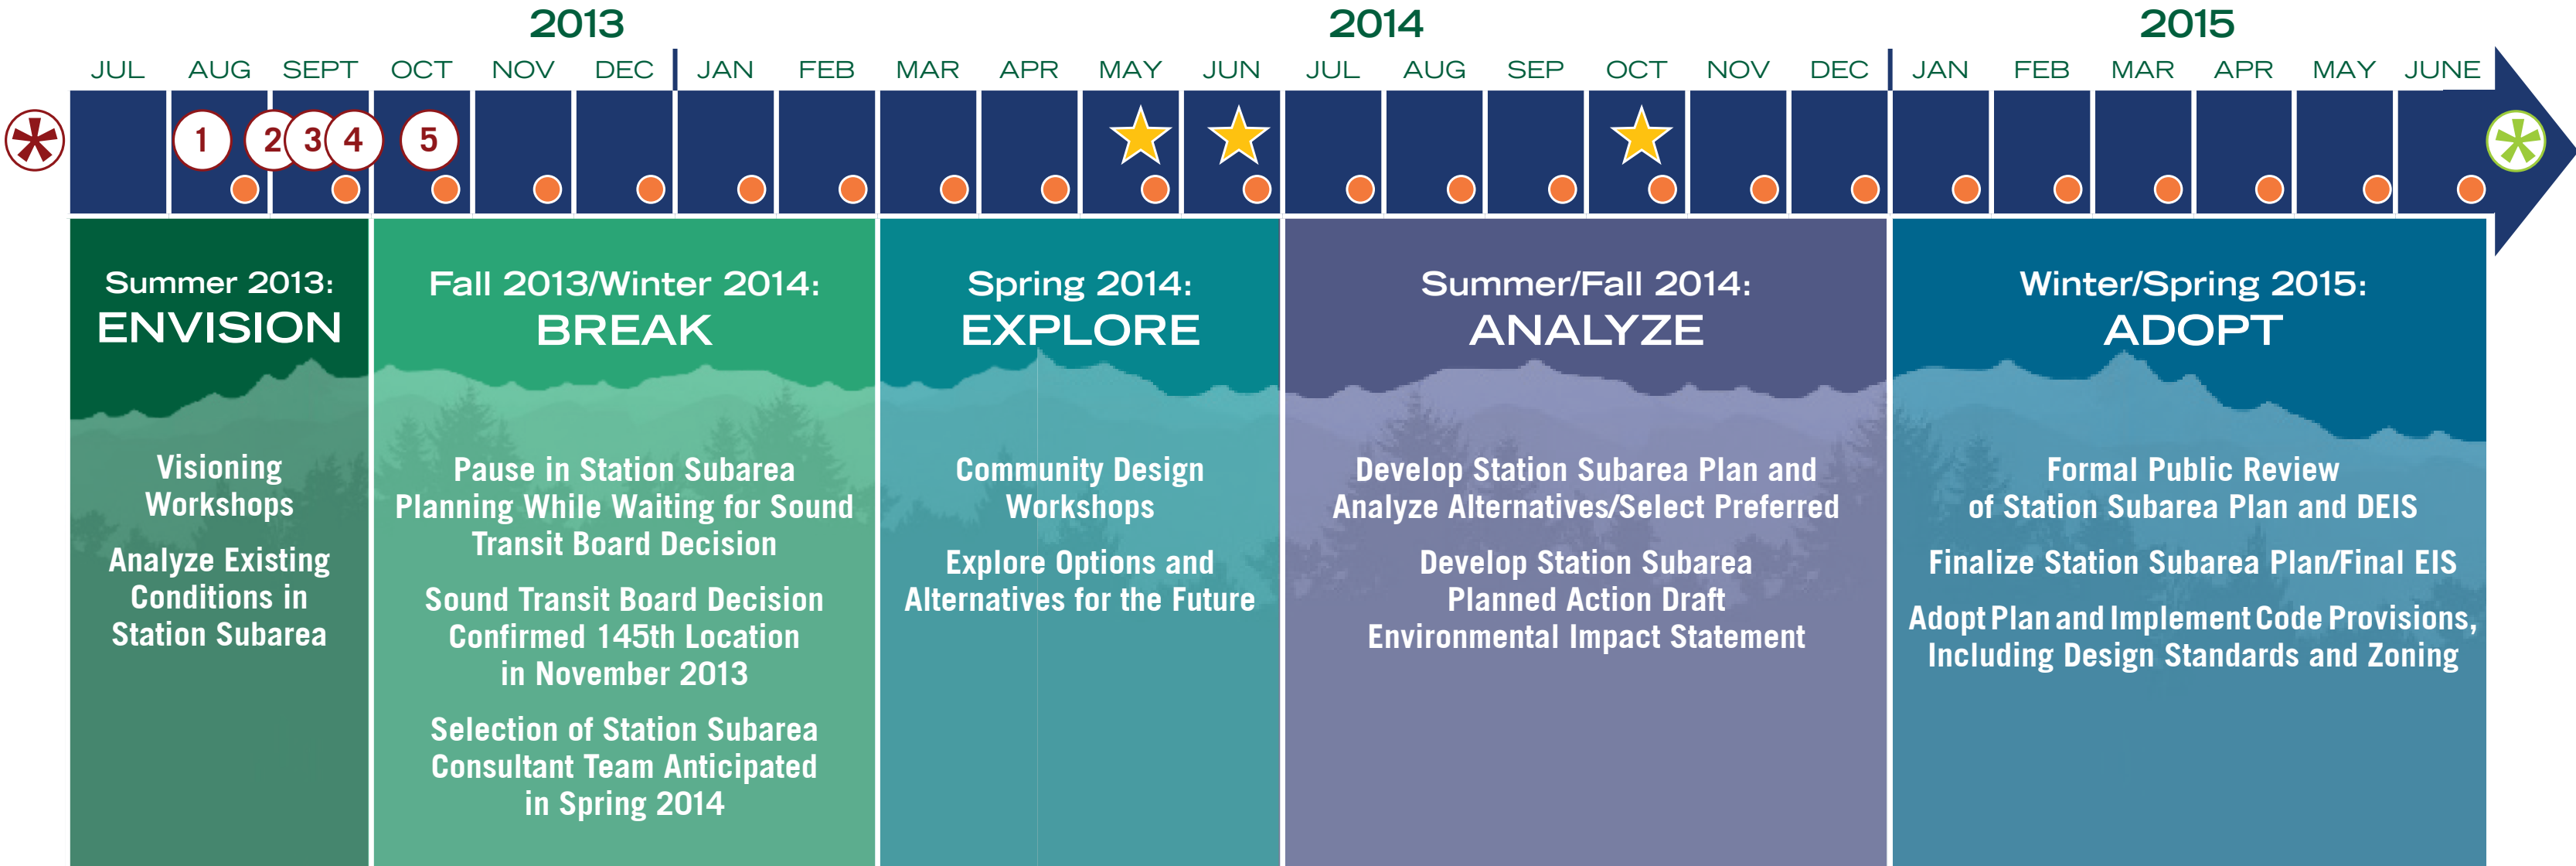 2013 2014 2015
JUL AUG SEPT OCT NOV DEC JAN FEB MAR APR MAY JUN JUL AUG SEP OCT NOV DEC JAN FEB MAR APR MAY JUNE
* 1 2 3 4 5 *
Summer 2013:
ENVISION
Visioning
Workshops
Analyze Existing
Conditions in
Station Subarea
Fall 2013/Winter 2014:
BREAK
Pause in Station Subarea
Planning While Waiting for Sound
Transit Board Decision
Sound Transit Board Decision
Confirmed 145th Location
in November 2013
Selection of Station Subarea
Consultant Team Anticipated
in Spring 2014
Spring 2014:
EXPLORE
Community Design
Workshops
Explore Options and
Alternatives for the Future
Summer/Fall 2014:
ANALYZE
Develop Station Subarea Plan and
Analyze Alternatives/Select Preferred
Develop Station Subarea
Planned Action Draft
Environmental Impact Statement
Winter/Spring 2015:
ADOPT
Formal Public Review
of Station Subarea Plan and DEIS
Finalize Station Subarea Plan/Final EIS
Adopt Plan and Implement Code Provisions,
Including Design Standards and Zoning